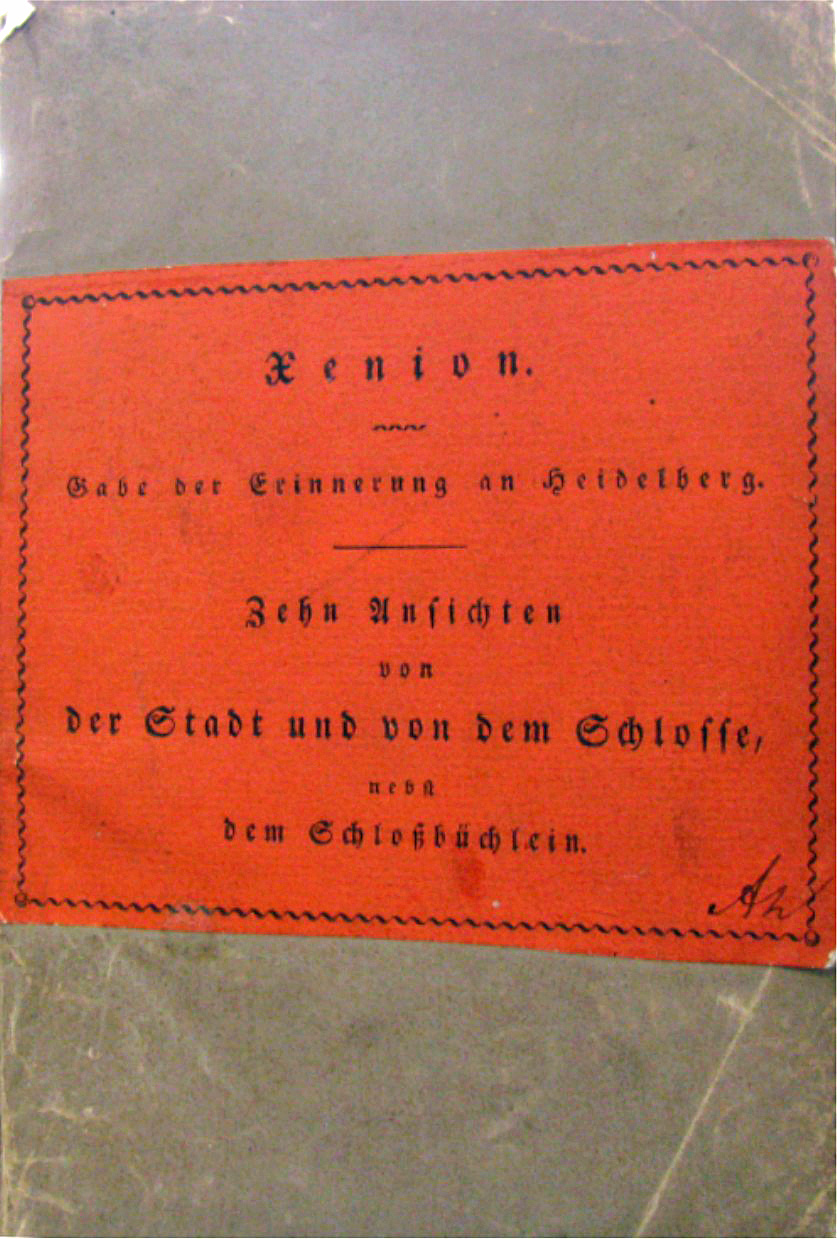 Xenion.
Gabe der Erinnerung an Heidelberg.
Zehn Ansichten
von
der Stadt und von dem Schlosse,
nebst
dem Schloßbüchlein.